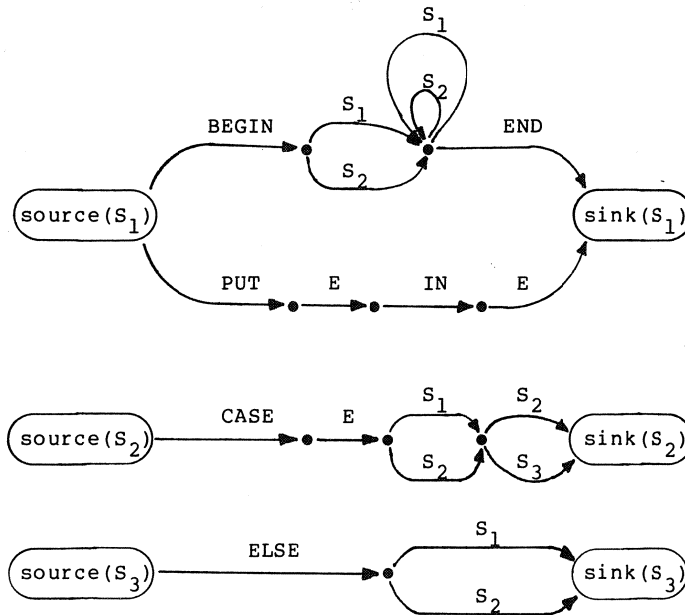 S₁
S₂
S₁
BEGIN
END
S₂
source(S₁)
sink(S₁)
PUT E IN E
S₁ S₂
CASE E
source(S₂)
sink(S₂)
S₂ S₃
S₁
ELSE
source(S₃)
sink(S₃)
S₂